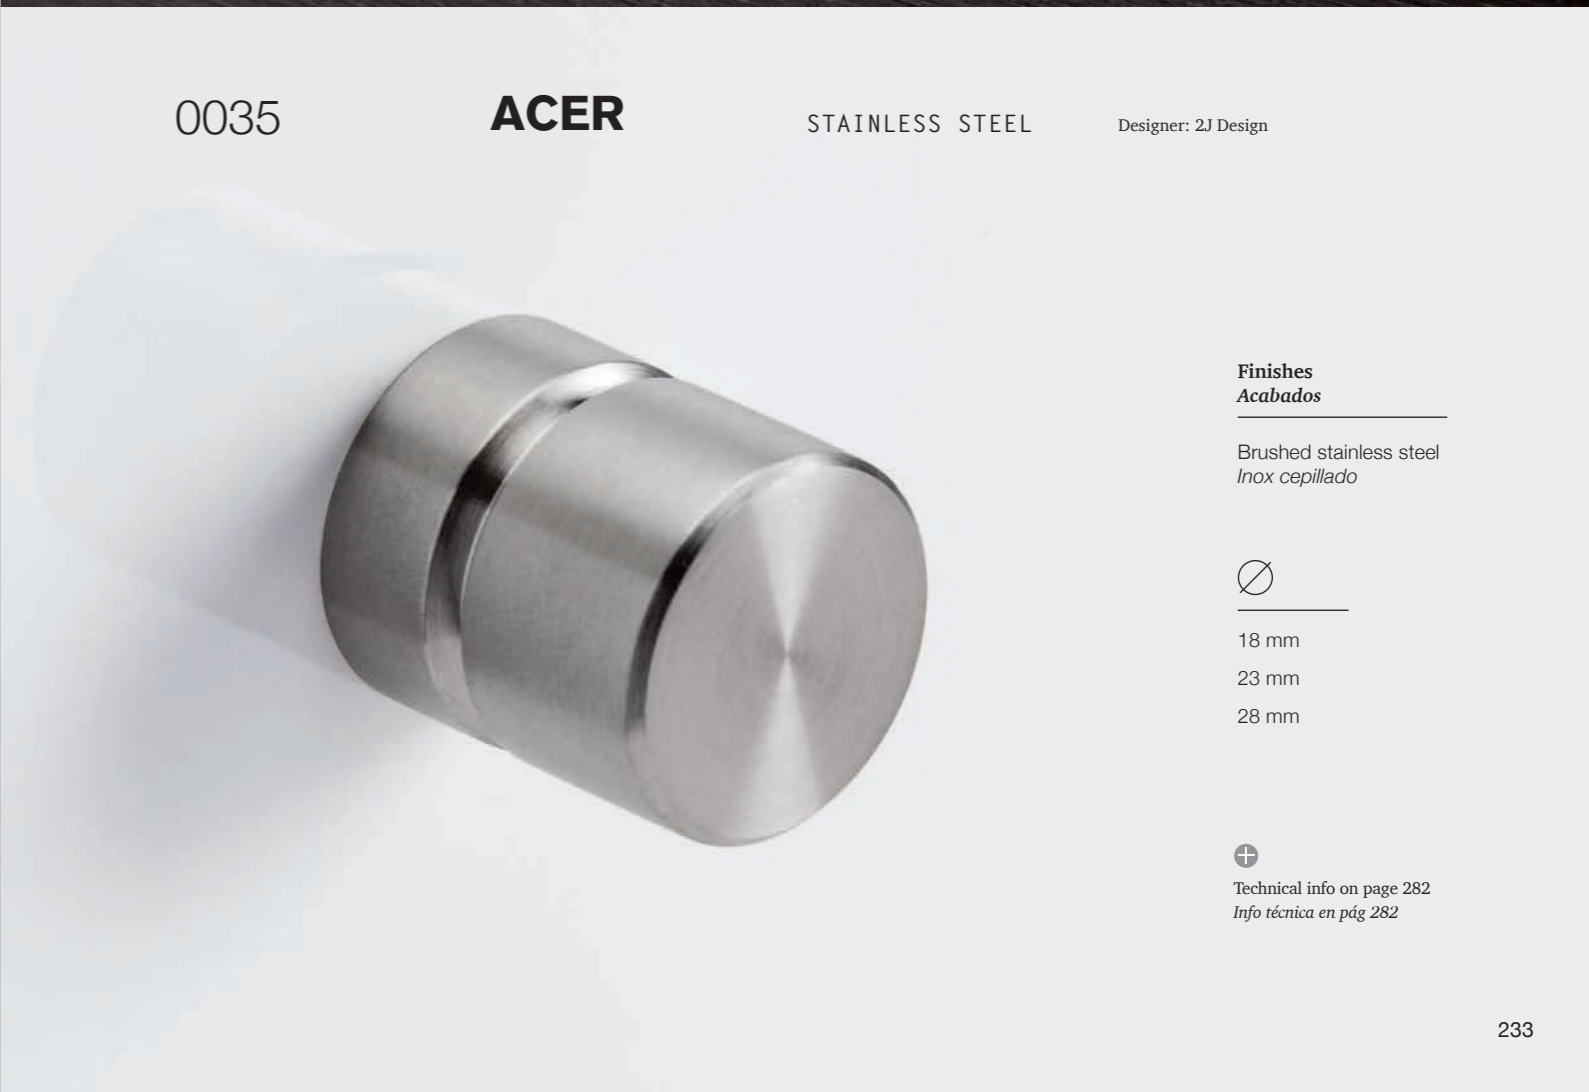 0035
ACER
STAINLESS STEEL
Designer: 2J Design
Finishes
Acabados
Brushed stainless steel
Inox cepillado
18 mm
23 mm
28 mm
Technical info on page 282
Info técnica en pág 282
233